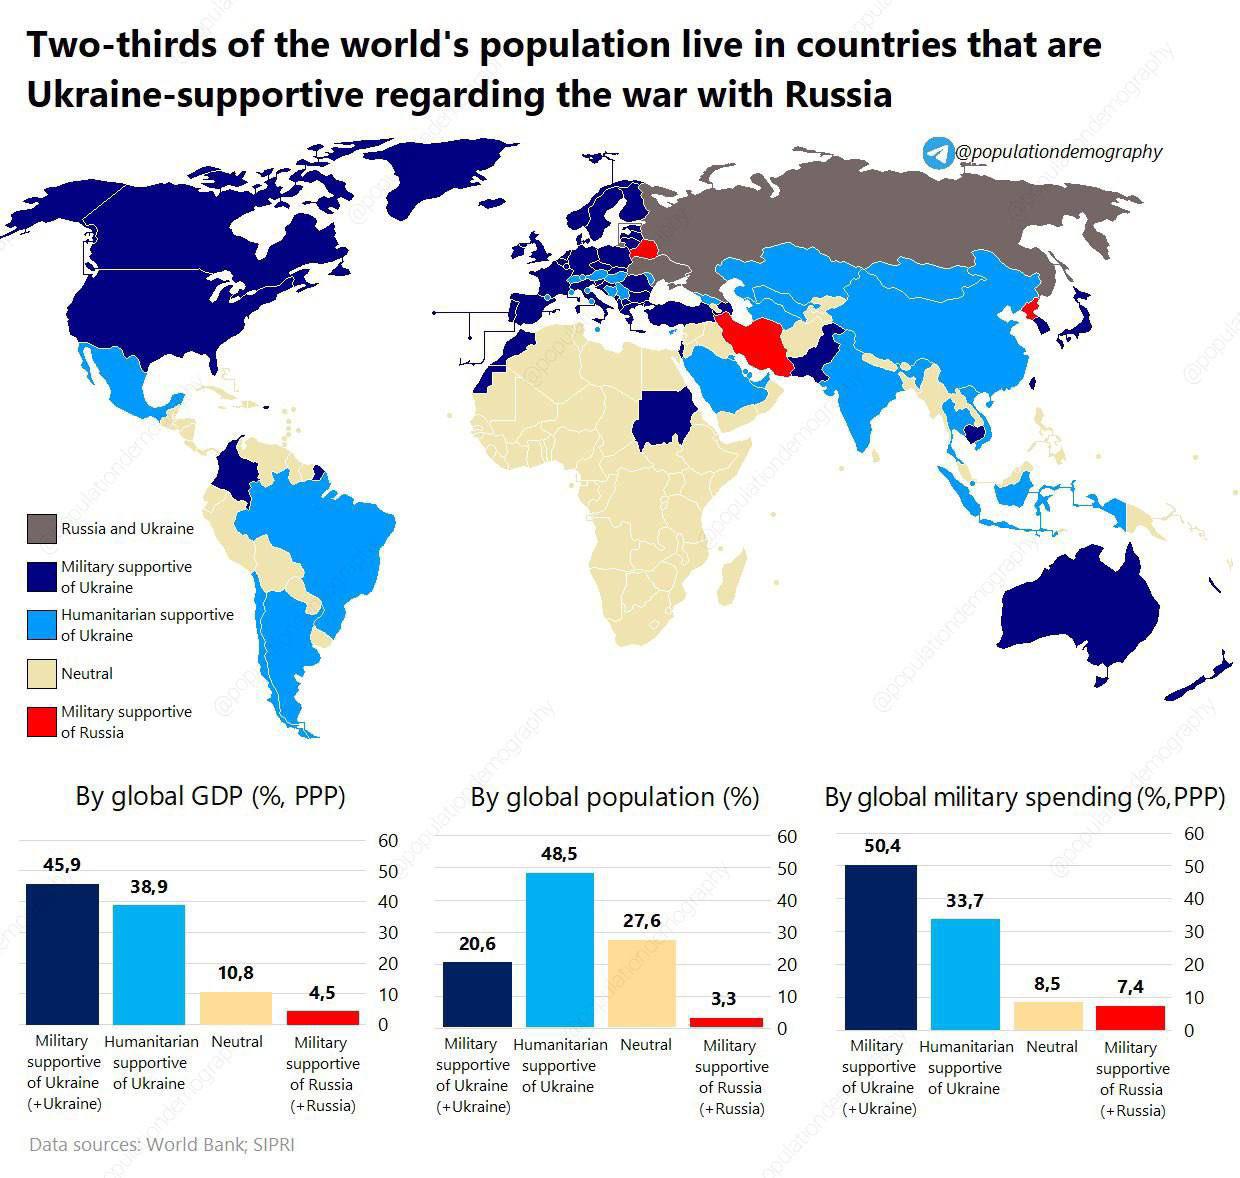 Two-thirds of the world's population live in countries that are
Ukraine-supportive regarding the war with Russia
@populationdemography
Russia and Ukraine
Military supportive
of Ukraine
Humanitarian supportive
of Ukraine
Neutral
Military supportive
of Russia
By global GDP (%, PPP)
60
50
40
30
20
10
0
45,9
38,9
10,8
4,5
Military
supportive
of Ukraine
(+Ukraine)
Humanitarian
supportive
of Ukraine
Neutral
Military
supportive
of Russia
(+Russia)
By global population (%)
60
50
40
30
20
10
0
20,6
48,5
27,6
3,3
Military
supportive
of Ukraine
(+Ukraine)
Humanitarian
supportive
of Ukraine
Neutral
Military
supportive
of Russia
(+Russia)
By global military spending (%,PPP)
60
50
40
30
20
10
0
50,4
33,7
8,5
7,4
Military
supportive
of Ukraine
(+Ukraine)
Humanitarian
supportive
of Ukraine
Neutral
Military
supportive
of Russia
(+Russia)
Data sources: World Bank; SIPRI